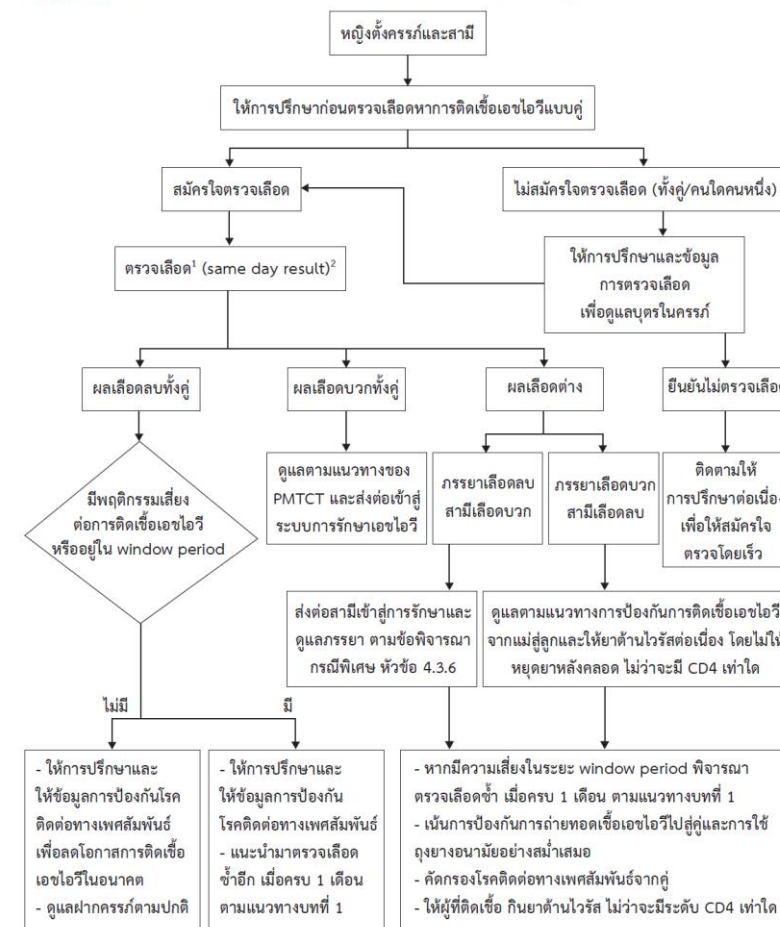 หญิงตั้งครรภ์และสามี
ให้การปรึกษาก่อนตรวจเลือดหาการติดเชื้อเอชไอวีแบบคู่
สมัครใจตรวจเลือด
ไม่สมัครใจตรวจเลือด (ทั้งคู่/คนใดคนหนึ่ง)
ตรวจเลือด¹ (same day result)²
ให้การปรึกษาและข้อมูล
การตรวจเลือด
เพื่อดูแลบุตรในครรภ์
ผลเลือดลบทั้งคู่
ผลเลือดบวกทั้งคู่
ผลเลือดต่าง
ยืนยันไม่ตรวจเลือด
มีพฤติกรรมเสี่ยง
ต่อการติดเชื้อเอชไอวี
หรืออยู่ใน window period
ดูแลตามแนวทางของ
PMTCT และส่งต่อเข้าสู่
ระบบการรักษาเอชไอวี
ภรรยาเลือดลบ
สามีเลือดบวก
ภรรยาเลือดบวก
สามีเลือดลบ
ติดตามให้
การปรึกษาต่อเนื่อง
เพื่อให้สมัครใจ
ตรวจโดยเร็ว
ส่งต่อสามีเข้าสู่การรักษาและ
ดูแลภรรยา ตามข้อพิจารณา
กรณีพิเศษ หัวข้อ 4.3.6
ดูแลตามแนวทางการป้องกันการติดเชื้อเอชไอวี
จากแม่สู่ลูกและให้ยาต้านไวรัสต่อเนื่อง โดยไม่ให้
หยุดยาหลังคลอด ไม่ว่าจะมี CD4 เท่าใด
ไม่มี
มี
- ให้การปรึกษาและ
ให้ข้อมูลการป้องกันโรค
ติดต่อทางเพศสัมพันธ์
เพื่อลดโอกาสการติดเชื้อ
เอชไอวีในอนาคต
- ดูแลฝากครรภ์ตามปกติ
- ให้การปรึกษาและ
ให้ข้อมูลการป้องกัน
โรคติดต่อทางเพศสัมพันธ์
- แนะนำมาตรวจเลือด
ซ้ำอีก เมื่อครบ 1 เดือน
ตามแนวทางบทที่ 1
- หากมีความเสี่ยงในระยะ window period พิจารณา
ตรวจเลือดซ้ำ เมื่อครบ 1 เดือน ตามแนวทางบทที่ 1
- เน้นการป้องกันการถ่ายทอดเชื้อเอชไอวีไปสู่คู่และการใช้
ถุงยางอนามัยอย่างสม่ำเสมอ
- คัดกรองโรคติดต่อทางเพศสัมพันธ์จากคู่
- ให้ผู้ที่ติดเชื้อ กินยาต้านไวรัส ไม่ว่าจะมีระดับ CD4 เท่าใด